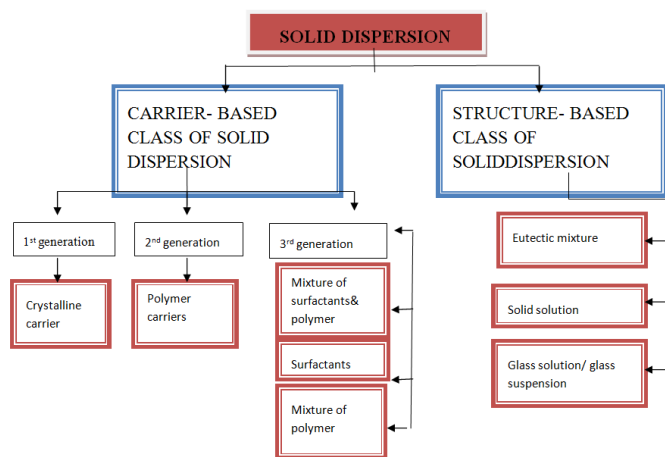 SOLID DISPERSION
CARRIER- BASED
CLASS OF SOLID
DISPERSION
STRUCTURE- BASED
CLASS OF
SOLIDDISPERSION
1st generation
2nd generation
3rd generation
Crystalline
carrier
Polymer
carriers
Mixture of
surfactants&
polymer
Surfactants
Mixture of
polymer
Eutectic mixture
Solid solution
Glass solution/ glass
suspension